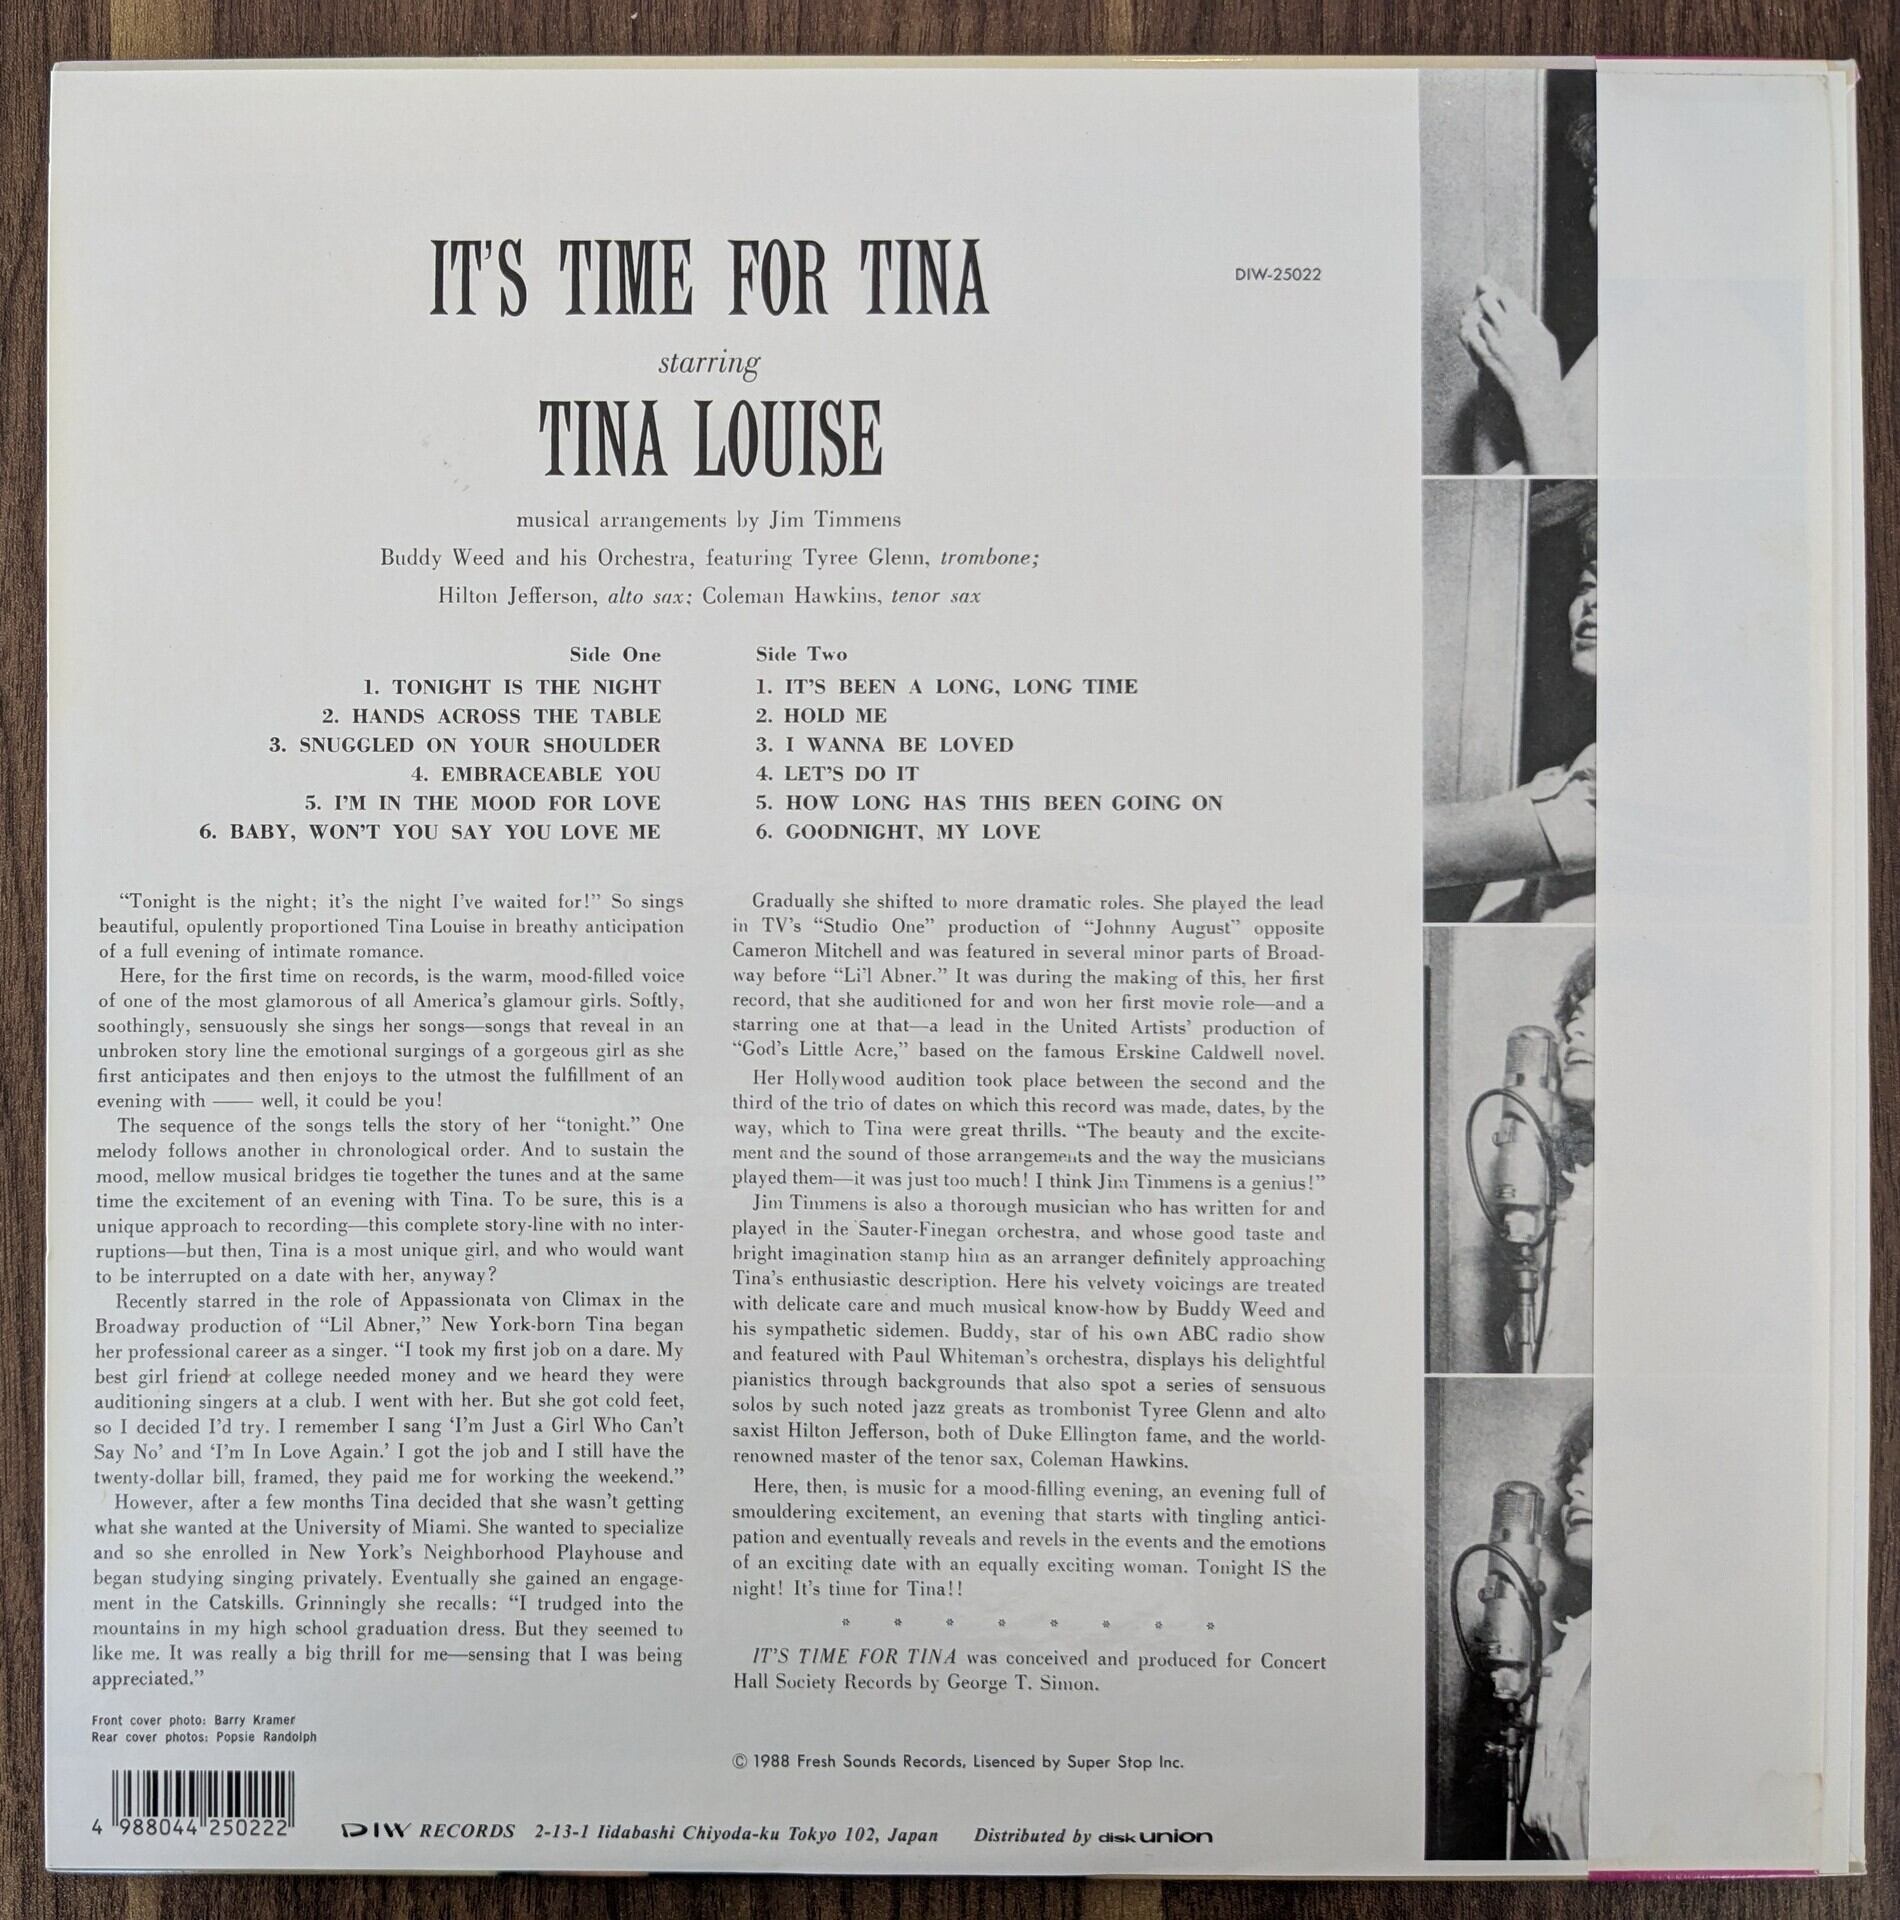 IT'S TIME FOR TINA
DIW-25022
starring
TINA LOUISE
musical arrangements by Jim Timmens
Buddy Weed and his Orchestra, featuring Tyree Glenn, trombone;
Hilton Jefferson, alto sax; Coleman Hawkins, tenor sax
Side One
1. TONIGHT IS THE NIGHT
2. HANDS ACROSS THE TABLE
3. SNUGGLED ON YOUR SHOULDER
4. EMBRACEABLE YOU
5. I'M IN THE MOOD FOR LOVE
6. BABY, WON'T YOU SAY YOU LOVE ME
Side Two
1. IT'S BEEN A LONG, LONG TIME
2. HOLD ME
3. I WANNA BE LOVED
4. LET'S DO IT
5. HOW LONG HAS THIS BEEN GOING ON
6. GOODNIGHT, MY LOVE
“Tonight is the night; it's the night I've waited for!” So sings
beautiful, opulently proportioned Tina Louise in breathy anticipation
of a full evening of intimate romance.
Here, for the first time on records, is the warm, mood-filled voice
of one of the most glamorous of all America's glamour girls. Softly,
soothingly, sensuously she sings her songs—songs that reveal in an
unbroken story line the emotional surgings of a gorgeous girl as she
first anticipates and then enjoys to the utmost the fulfillment of an
evening with —— well, it could be you!
The sequence of the songs tells the story of her “tonight.” One
melody follows another in chronological order. And to sustain the
mood, mellow musical bridges tie together the tunes and at the same
time the excitement of an evening with Tina. To be sure, this is a
unique approach to recording—this complete story-line with no inter-
ruptions—but then, Tina is a most unique girl, and who would want
to be interrupted on a date with her, anyway?
Recently starred in the role of Appassionata von Climax in the
Broadway production of “Lil Abner,” New York-born Tina began
her professional career as a singer. “I took my first job on a dare. My
best girl friend at college needed money and we heard they were
auditioning singers at a club. I went with her. But she got cold feet,
so I decided I'd try. I remember I sang ‘I'm Just a Girl Who Can't
Say No’ and ‘I'm In Love Again.’ I got the job and I still have the
twenty-dollar bill, framed, they paid me for working the weekend.”
However, after a few months Tina decided that she wasn't getting
what she wanted at the University of Miami. She wanted to specialize
and so she enrolled in New York's Neighborhood Playhouse and
began studying singing privately. Eventually she gained an engage-
ment in the Catskills. Grinningly she recalls: “I trudged into the
mountains in my high school graduation dress. But they seemed to
like me. It was really a big thrill for me—sensing that I was being
appreciated.”
Gradually she shifted to more dramatic roles. She played the lead
in TV's “Studio One” production of “Johnny August” opposite
Cameron Mitchell and was featured in several minor parts of Broad-
way before “Li'l Abner.” It was during the making of this, her first
record, that she auditioned for and won her first movie role—and a
starring one at that—a lead in the United Artists' production of
“God's Little Acre,” based on the famous Erskine Caldwell novel.
Her Hollywood audition took place between the second and the
third of the trio of dates on which this record was made, dates, by the
way, which to Tina were great thrills. “The beauty and the excite-
ment and the sound of those arrangements and the way the musicians
played them—it was just too much! I think Jim Timmens is a genius!”
Jim Timmens is also a thorough musician who has written for and
played in the Sauter-Finegan orchestra, and whose good taste and
bright imagination stamp him as an arranger definitely approaching
Tina's enthusiastic description. Here his velvety voicings are treated
with delicate care and much musical know-how by Buddy Weed and
his sympathetic sidemen. Buddy, star of his own ABC radio show
and featured with Paul Whiteman's orchestra, displays his delightful
pianistics through backgrounds that also spot a series of sensuous
solos by such noted jazz greats as trombonist Tyree Glenn and alto
saxist Hilton Jefferson, both of Duke Ellington fame, and the world-
renowned master of the tenor sax, Coleman Hawkins.
Here, then, is music for a mood-filling evening, an evening full of
smouldering excitement, an evening that starts with tingling antici-
pation and eventually reveals and revels in the events and the emotions
of an exciting date with an equally exciting woman. Tonight IS the
night! It's time for Tina!!
* * * * * * * *
IT'S TIME FOR TINA was conceived and produced for Concert
Hall Society Records by George T. Simon.
Front cover photo: Barry Kramer
Rear cover photos: Popsie Randolph
© 1988 Fresh Sounds Records, Lisenced by Super Stop Inc.
4 988044 250222
DIW RECORDS 2-13-1 Iidabashi Chiyoda-ku Tokyo 102, Japan Distributed by disk union